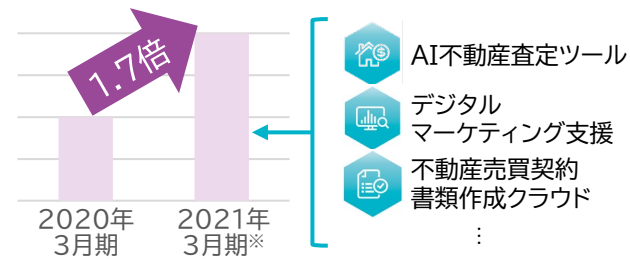 1.7倍
AI不動産査定ツール
デジタル
マーケティング支援
不動産売買契約
書類作成クラウド
⋮
2020年
3月期
2021年
3月期※